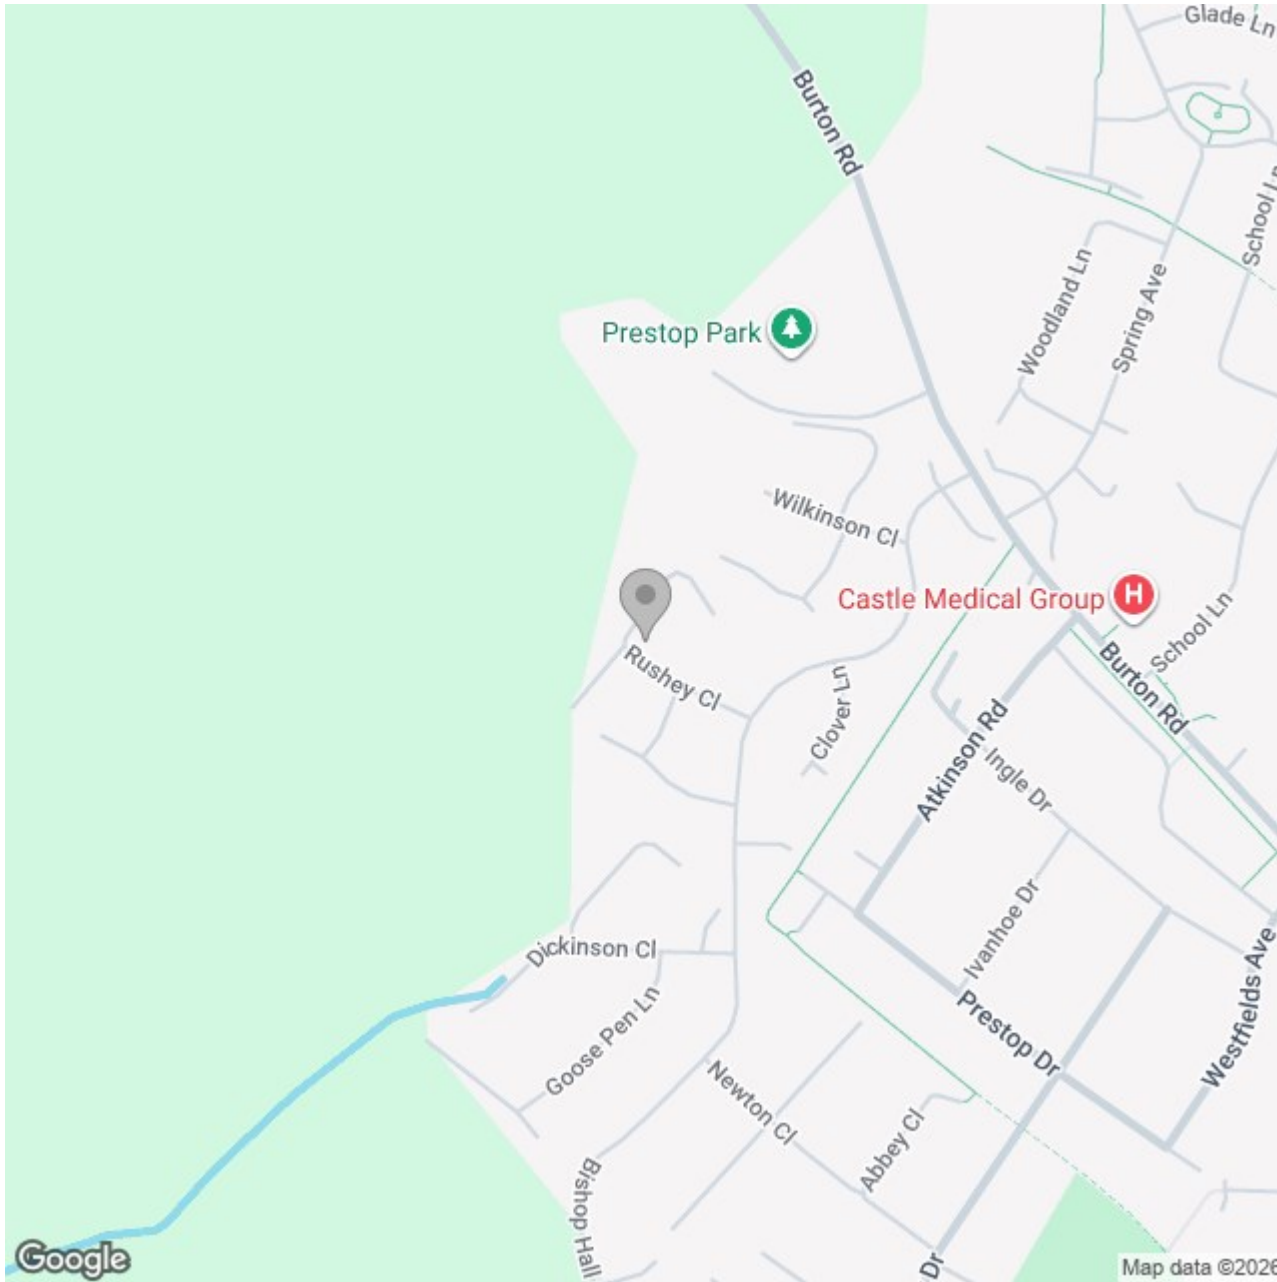 Glade Ln
Burton Rd
School Ln
Woodland Ln
Spring Ave
Prestop Park
Wilkinson Cl
Castle Medical Group
H
School Ln
Rushey Cl
Burton Rd
Clover Ln
Atkinson Rd
Ingle Dr
Ivanhoe Dr
Dickinson Cl
Westfields Ave
Goose Pen Ln
Prestop Dr
Newton Cl
Abbey Cl
Bishop Hall
Dr
Google
Map data ©2026